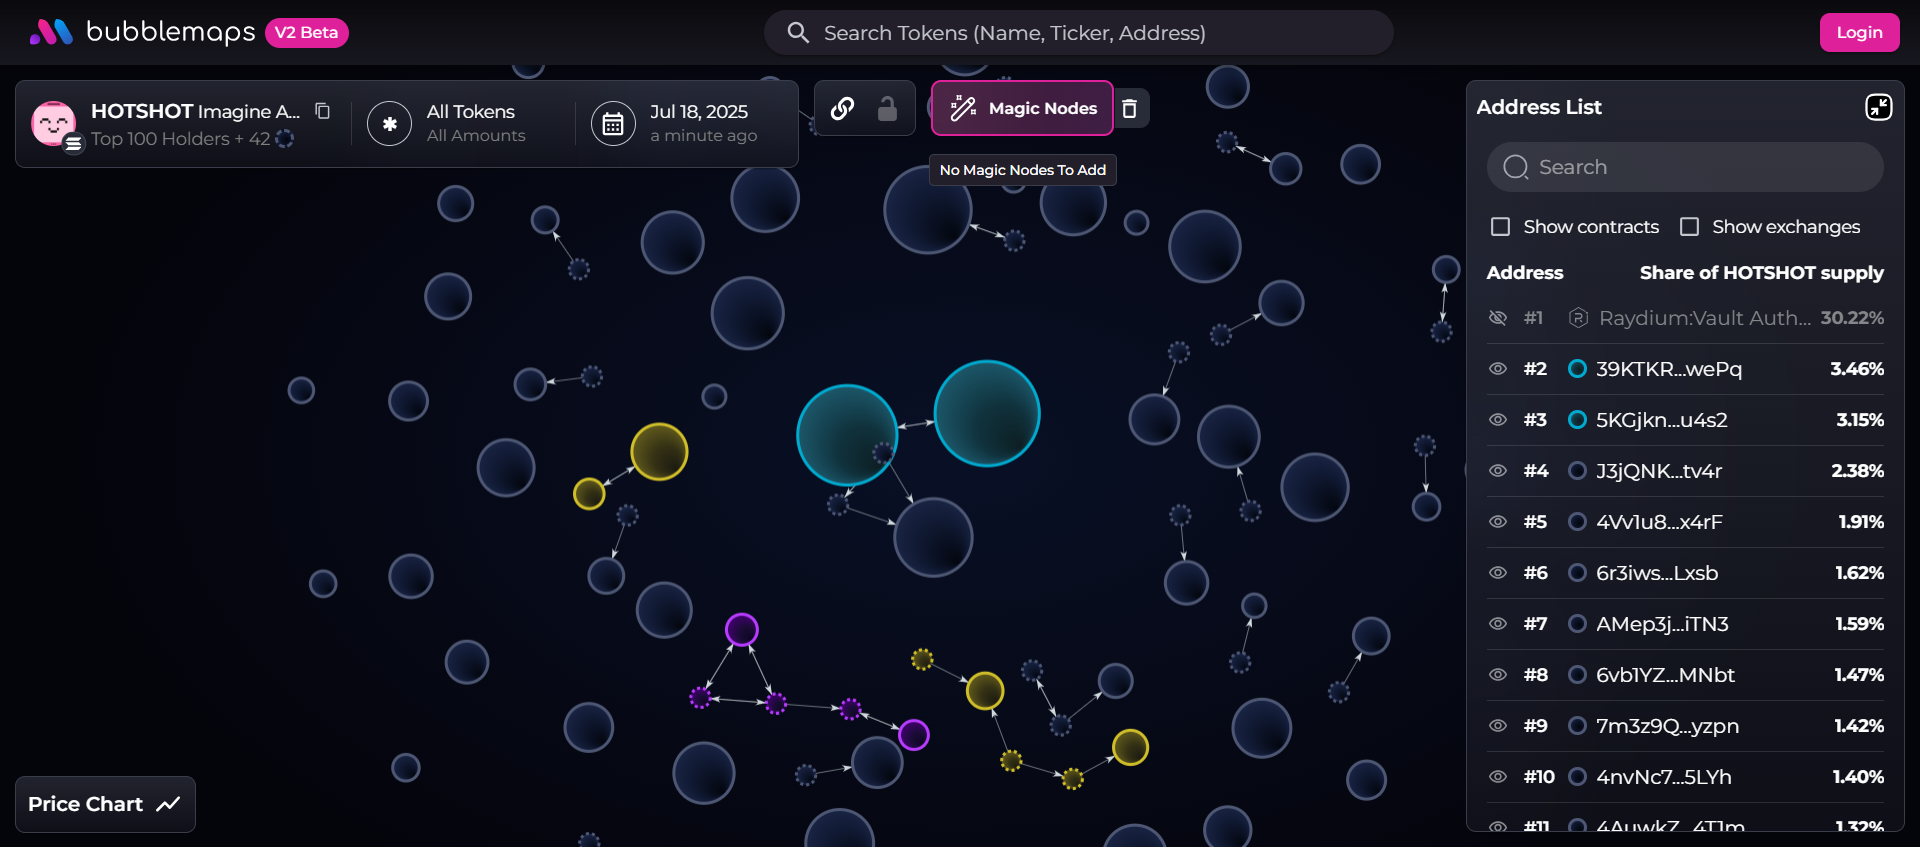 bubblemaps V2 Beta
Search Tokens (Name, Ticker, Address)
Login
HOTSHOT Imagine A...
Top 100 Holders + 42
All Tokens
All Amounts
Jul 18, 2025
a minute ago
Magic Nodes
No Magic Nodes To Add
Address List
Search
Show contracts Show exchanges
Address Share of HOTSHOT supply
#1 Raydium:Vault Auth... 30.22%
#2 39KTKR...wePq 3.46%
#3 5KGjkn...u4s2 3.15%
#4 J3jQNK...tv4r 2.38%
#5 4Vv1u8...x4rF 1.91%
#6 6r3iws...Lxsb 1.62%
#7 AMep3j...iTN3 1.59%
#8 6vb1YZ...MNbt 1.47%
#9 7m3z9Q...yzpn 1.42%
#10 4nvNc7...5LYh 1.40%
#11 4AuwkZ...4T1m 1.32%
Price Chart